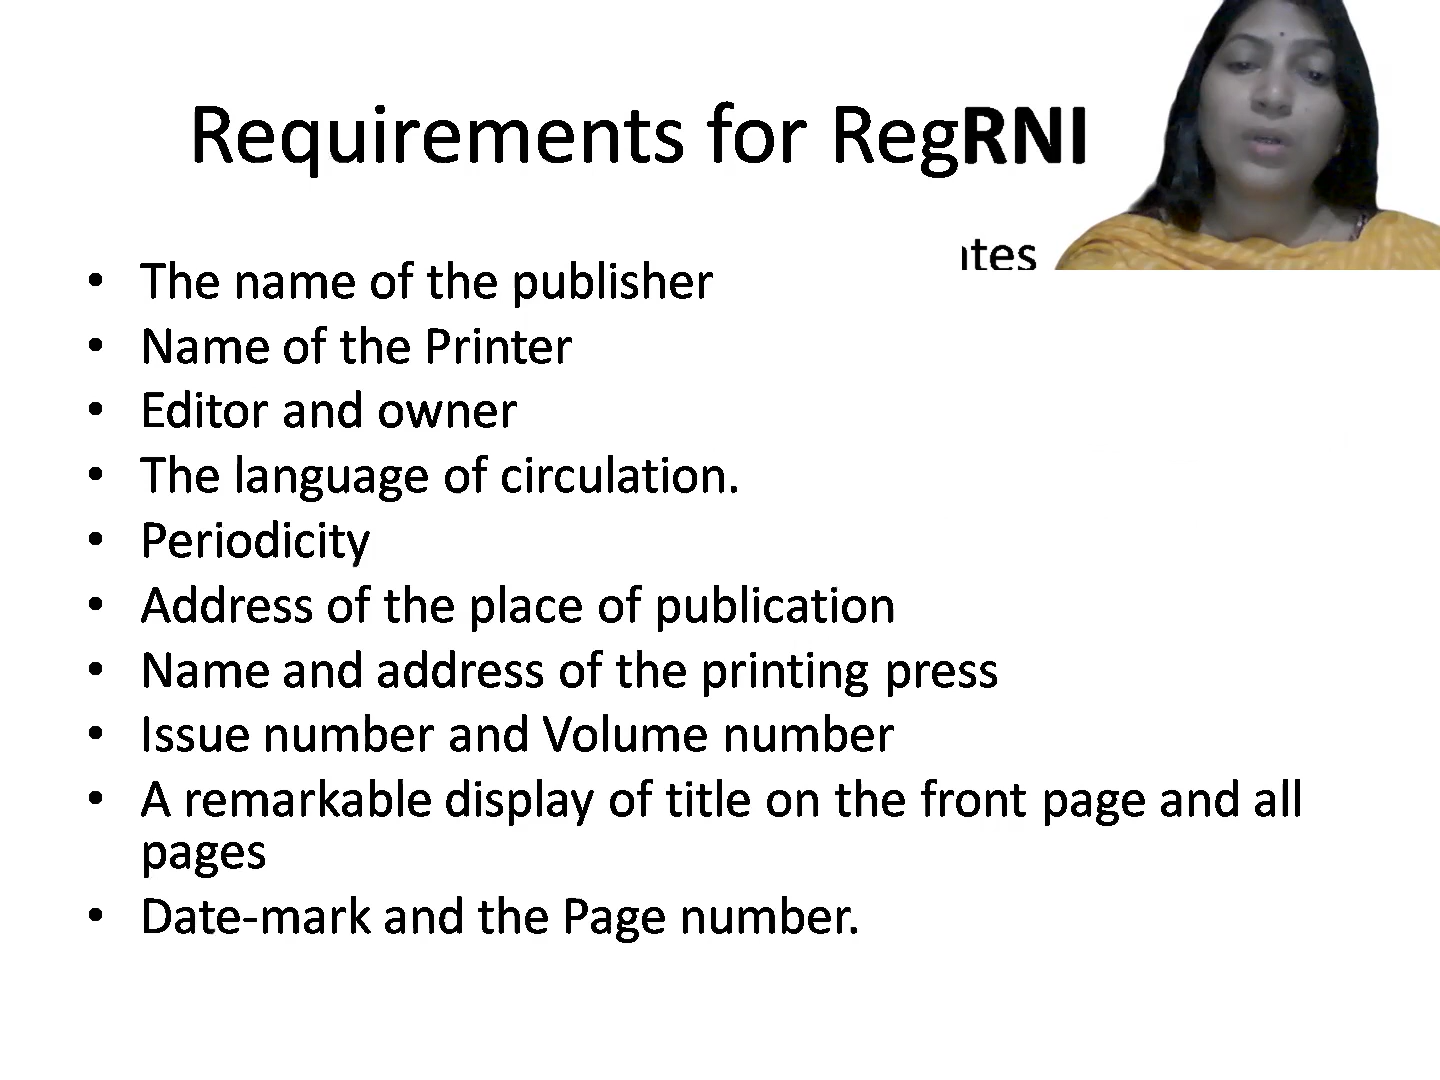 Requirements for RegRNI
• The name of the publisher
• Name of the Printer
• Editor and owner
• The language of circulation.
• Periodicity
• Address of the place of publication
• Name and address of the printing press
• Issue number and Volume number
• A remarkable display of title on the front page and all
pages
• Date-mark and the Page number.